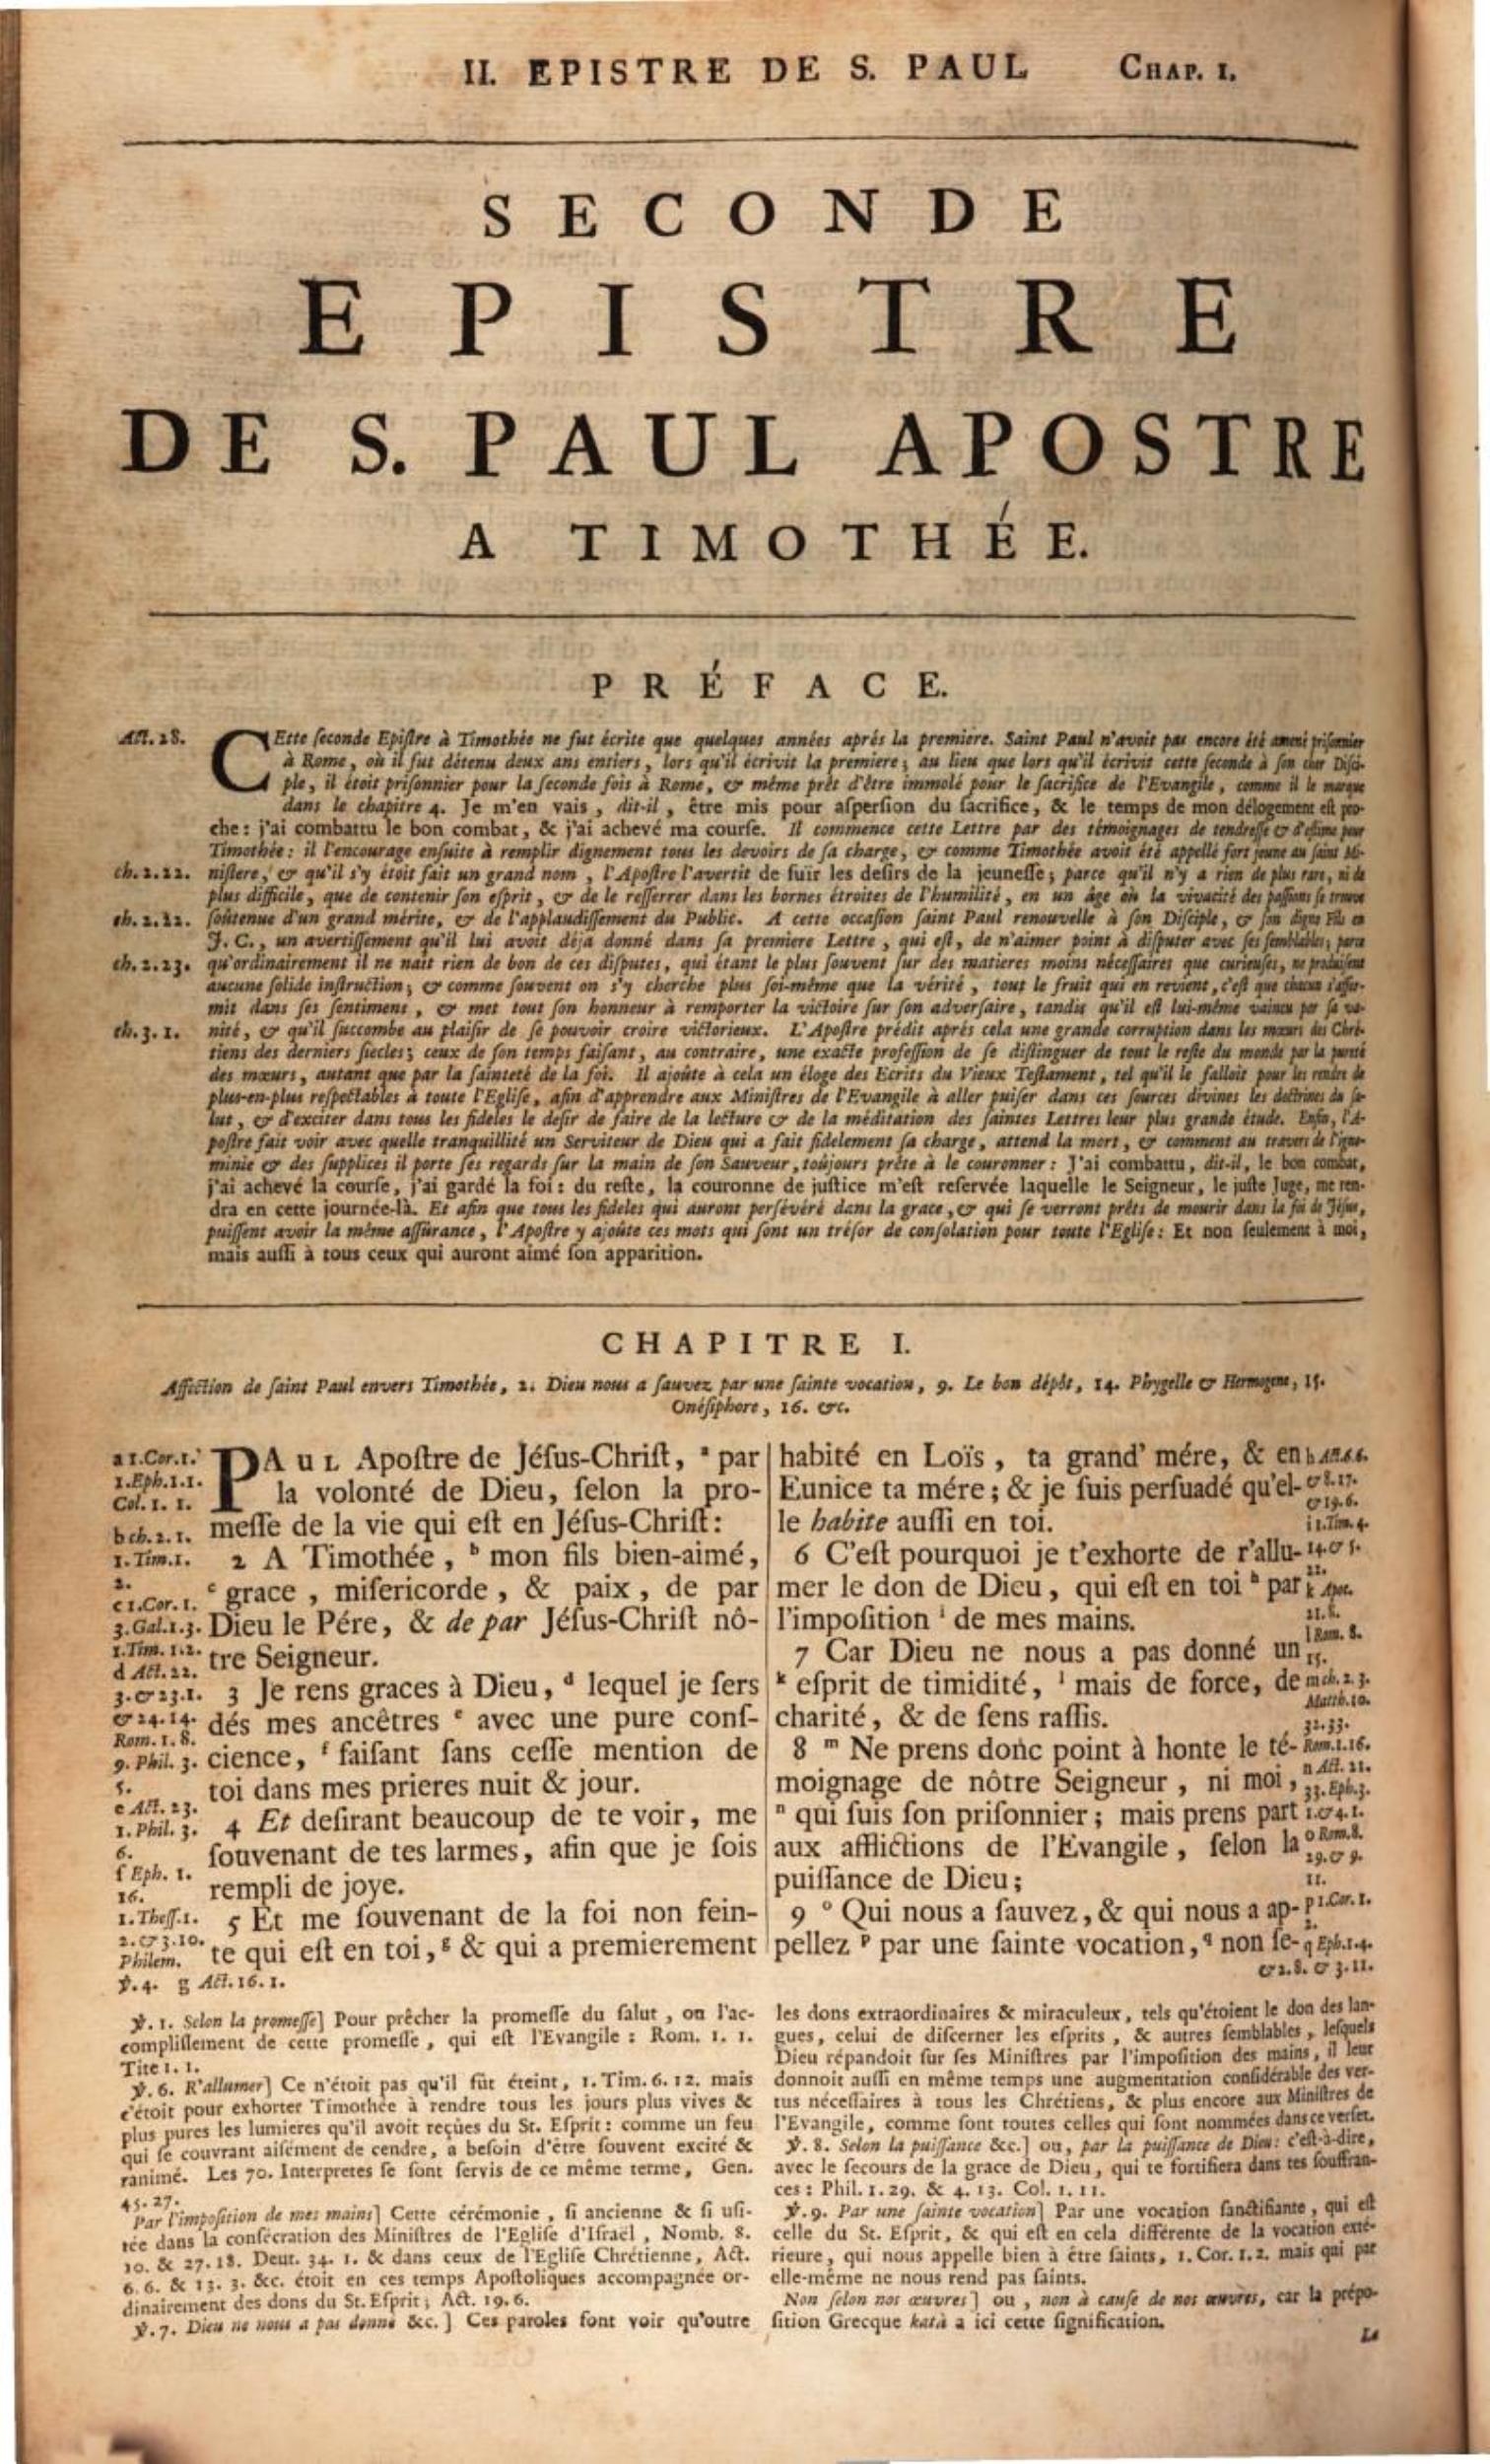 II. EPISTRE DE S. PAUL CHAP. I.
SECONDE
EPISTRE
DE S. PAUL APOSTRE
A TIMOTHÉE.
PRÉFACE.
Act. 28.
CEtte ſeconde Epiſtre à Timothée ne fut écrite que quelques années aprés la premiere. Saint Paul n'avoit pas encore été amené priſonnier
à Rome, où il fut détenu deux ans entiers, lors qu'il écrivit la premiere; au lieu que lors qu'il écrivit cette ſeconde à ſon cher Diſci-
ple, il étoit priſonnier pour la ſeconde fois à Rome, & même prêt d'être immolé pour le ſacrifice de l'Evangile, comme il le marque
dans le chapitre 4. Je m'en vais, dit-il, être mis pour aſperſion du ſacrifice, & le temps de mon délogement eſt pro-
che: j'ai combattu le bon combat, & j'ai achevé ma courſe. Il commence cette Lettre par des témoignages de tendreſſe & d'eſtime pour
Timothée: il l'encourage enſuite à remplir dignement tous les devoirs de ſa charge, & comme Timothée avoit été appellé fort jeune au ſaint Mi-
ch. 2. 22. niſtere, & qu'il s'y étoit fait un grand nom, l'Apoſtre l'avertit de fuïr les deſirs de la jeuneſſe; parce qu'il n'y a rien de plus rare, ni de
plus difficile, que de contenir ſon eſprit, & de le reſſerrer dans les bornes étroites de l'humilité, en un âge où la vivacité des paſſions ſe trouve
ch. 2. 22. ſoûtenue d'un grand mérite, & de l'applaudiſſement du Public. A cette occaſion ſaint Paul renouvelle à ſon Diſciple, & ſon digne Fils en
J. C., un avertiſſement qu'il lui avoit déja donné dans ſa premiere Lettre, qui eſt, de n'aimer point à diſputer avec ſes ſemblables; parce
ch. 2. 23. qu'ordinairement il ne nait rien de bon de ces diſputes, qui étant le plus ſouvent ſur des matieres moins néceſſaires que curieuſes, ne produiſent
aucune ſolide inſtruction; & comme ſouvent on s'y cherche plus ſoi-même que la vérité, tout le fruit qui en revient, c'eſt que chacun s'affer-
mit dans ſes ſentimens, & met tout ſon honneur à remporter la victoire ſur ſon adverſaire, tandis qu'il eſt lui-même vaincu par ſa va-
ch. 3. 1. nité, & qu'il ſuccombe au plaiſir de ſe pouvoir croire victorieux. L'Apoſtre prédit aprés cela une grande corruption dans les mœurs des Chré-
tiens des derniers ſiecles; ceux de ſon temps faiſant, au contraire, une exacte profeſſion de ſe diſtinguer de tout le reſte du monde par la pureté
des mœurs, autant que par la ſainteté de la foi. Il ajoûte à cela un éloge des Ecrits du Vieux Teſtament, tel qu'il le falloit pour les rendre de
plus-en-plus reſpectables à toute l'Egliſe, afin d'apprendre aux Miniſtres de l'Evangile à aller puiſer dans ces ſources divines les doctrines du ſa-
lut, & d'exciter dans tous les fideles le deſir de faire de la lecture & de la méditation des ſaintes Lettres leur plus grande étude. Enfin, l'A-
poſtre fait voir avec quelle tranquillité un Serviteur de Dieu qui a fait fidelement ſa charge, attend la mort, & comment au travers de l'igno-
minie & des ſupplices il porte ſes regards ſur la main de ſon Sauveur, toûjours prête à le couronner: J'ai combattu, dit-il, le bon combat,
j'ai achevé la courſe, j'ai gardé la foi: du reſte, la couronne de juſtice m'eſt reſervée laquelle le Seigneur, le juſte Juge, me ren-
dra en cette journée-là. Et afin que tous les fideles qui auront perſévéré dans la grace, & qui ſe verront prêts de mourir dans la foi de Jéſus,
puiſſent avoir la même aſſûrance, l'Apoſtre y ajoûte ces mots qui ſont un tréſor de conſolation pour toute l'Egliſe: Et non ſeulement à moi,
mais auſſi à tous ceux qui auront aimé ſon apparition.
CHAPITRE I.
Affection de ſaint Paul envers Timothée, 2. Dieu nous a ſauvez par une ſainte vocation, 9. Le bon dépôt, 14. Phygelle & Hermogene, 15.
Onéſiphore, 16. &c.
a 1. Cor. 1.
1. Eph. 1. 1.
Col. 1. 1.
b ch. 2. 1.
1. Tim. 1.
2.
c 1. Cor. 1.
3. Gal. 1. 3.
1. Tim. 1. 2.
d Act. 22.
3. & 23. 1.
& 24. 14.
Rom. 1. 8.
9. Phil. 3.
5.
e Act. 23.
1. Phil. 3.
6.
f Eph. 1.
16.
1. Theſſ. 1.
2. & 3. 10.
Philem.
℣. 4. g Act. 16. 1.
PAUL Apoſtre de Jéſus-Chriſt, a par
la volonté de Dieu, ſelon la pro-
meſſe de la vie qui eſt en Jéſus-Chriſt:
2 A Timothée, b mon fils bien-aimé,
c grace, miſericorde, & paix, de par
Dieu le Pére, & de par Jéſus-Chriſt nô-
tre Seigneur.
3 Je rens graces à Dieu, d lequel je ſers
dés mes ancêtres e avec une pure conſ-
cience, f faiſant ſans ceſſe mention de
toi dans mes prieres nuit & jour.
4 Et deſirant beaucoup de te voir, me
ſouvenant de tes larmes, afin que je ſois
rempli de joye.
5 Et me ſouvenant de la foi non fein-
te qui eſt en toi, g & qui a premierement
habité en Loïs, ta grand' mére, & en
Eunice ta mére; & je ſuis perſuadé qu'el-
le habite auſſi en toi.
6 C'eſt pourquoi je t'exhorte de r'allu-
mer le don de Dieu, qui eſt en toi h par
l'impoſition i de mes mains.
7 Car Dieu ne nous a pas donné un
k eſprit de timidité, l mais de force, de
charité, & de ſens raſſis.
8 m Ne prens donc point à honte le té-
moignage de nôtre Seigneur, ni moi,
n qui ſuis ſon priſonnier; mais prens part
aux afflictions de l'Evangile, ſelon la
puiſſance de Dieu;
9 o Qui nous a ſauvez, & qui nous a ap-
pellez p par une ſainte vocation, q non ſe-
h Act. 6. 6.
& 8. 17.
& 19. 6.
i 1. Tim. 4.
14. & 5.
22.
k Apoc.
21. 8.
l Rom. 8.
15.
m ch. 2. 3.
Matth. 10.
32. 33.
Rom. 1. 16.
n Act. 21.
33. Eph. 3.
1. & 4. 1.
o Rom. 8.
29. & 9.
11.
p 1. Cor. 1.
2.
q Eph. 1. 4.
& 2. 8. & 3. 11.
℣. 1. Selon la promeſſe] Pour prêcher la promeſſe du ſalut, ou l'ac-
compliſſement de cette promeſſe, qui eſt l'Evangile: Rom. 1. 1.
Tite 1. 1.
℣. 6. R'allumer] Ce n'étoit pas qu'il fût éteint, 1. Tim. 6. 12. mais
c'étoit pour exhorter Timothée à rendre tous les jours plus vives &
plus pures les lumieres qu'il avoit reçûes du St. Eſprit: comme un feu
qui ſe couvrant aiſément de cendre, a beſoin d'être ſouvent excité &
ranimé. Les 70. Interpretes ſe ſont ſervis de ce même terme, Gen.
45. 27.
Par l'impoſition de mes mains] Cette cérémonie, ſi ancienne & ſi uſi-
tée dans la conſécration des Miniſtres de l'Egliſe d'Iſraël, Nomb. 8.
10. & 27. 18. Deut. 34. 1. & dans ceux de l'Egliſe Chrétienne, Act.
6. 6. & 13. 3. &c. étoit en ces temps Apoſtoliques accompagnée or-
dinairement des dons du St. Eſprit; Act. 19. 6.
℣. 7. Dieu ne nous a pas donné &c.] Ces paroles font voir qu'outre
les dons extraordinaires & miraculeux, tels qu'étoient le don des lan-
gues, celui de diſcerner les eſprits, & autres ſemblables, leſquels
Dieu répandoit ſur ſes Miniſtres par l'impoſition des mains, il leur
donnoit auſſi en même temps une augmentation conſidérable des ver-
tus néceſſaires à tous les Chrétiens, & plus encore aux Miniſtres de
l'Evangile, comme ſont toutes celles qui ſont nommées dans ce verſet.
℣. 8. Selon la puiſſance &c.] ou, par la puiſſance de Dieu: c'eſt-à-dire,
avec le ſecours de la grace de Dieu, qui te fortifiera dans tes ſouffran-
ces: Phil. 1. 29. & 4. 13. Col. 1. 11.
℣. 9. Par une ſainte vocation] Par une vocation ſanctifiante, qui eſt
celle du St. Eſprit, & qui eſt en cela différente de la vocation exté-
rieure, qui nous appelle bien à être ſaints, 1. Cor. 1. 2. mais qui par
elle-même ne nous rend pas ſaints.
Non ſelon nos œuvres] ou, non à cauſe de nos œuvres, car la prépo-
ſition Grecque katà a ici cette ſignification.